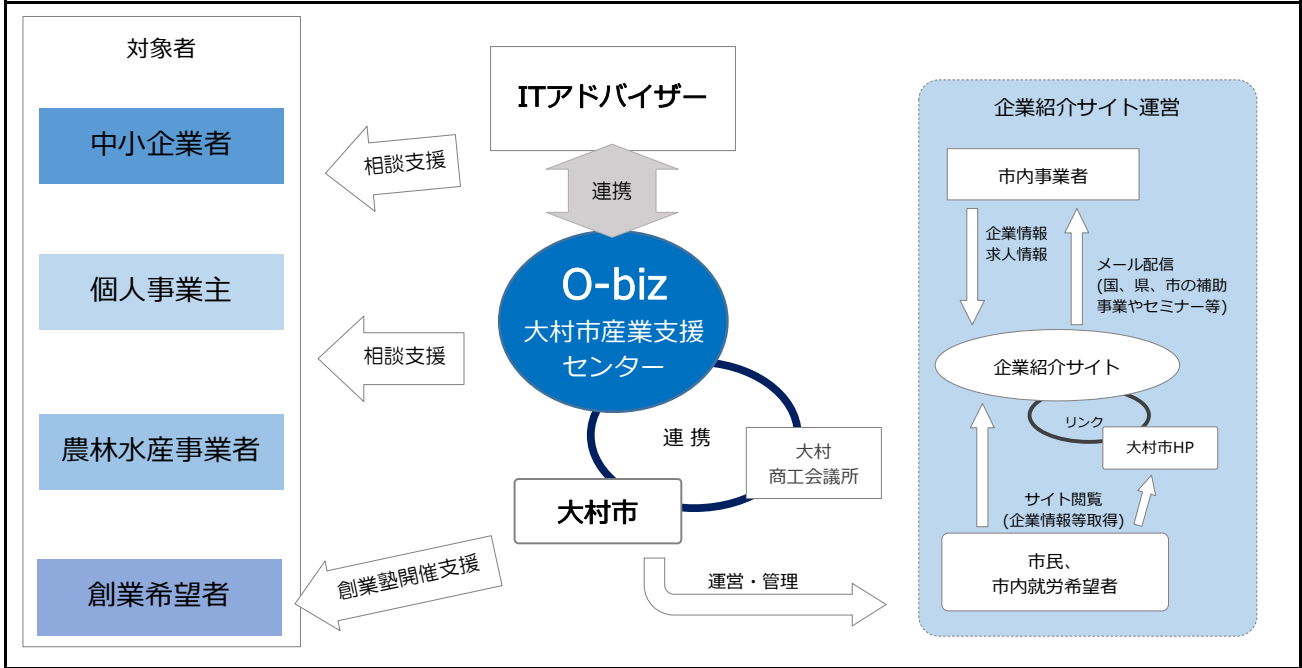 対象者
中小企業者
個人事業主
農林水産事業者
創業希望者
相談支援
相談支援
創業塾開催支援
ITアドバイザー
連携
O-biz
大村市産業支援
センター
連 携
大村
商工会議所
大村市
運営・管理
企業紹介サイト運営
市内事業者
企業情報
求人情報
メール配信
(国、県、市の補助
事業やセミナー等)
企業紹介サイト
リンク
大村市HP
サイト閲覧
(企業情報等取得)
市民、
市内就労希望者